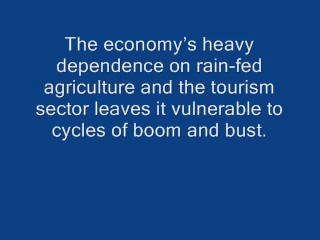 The economy’s heavy
dependence on rain-fed
agriculture and the tourism
sector leaves it vulnerable to
cycles of boom and bust.